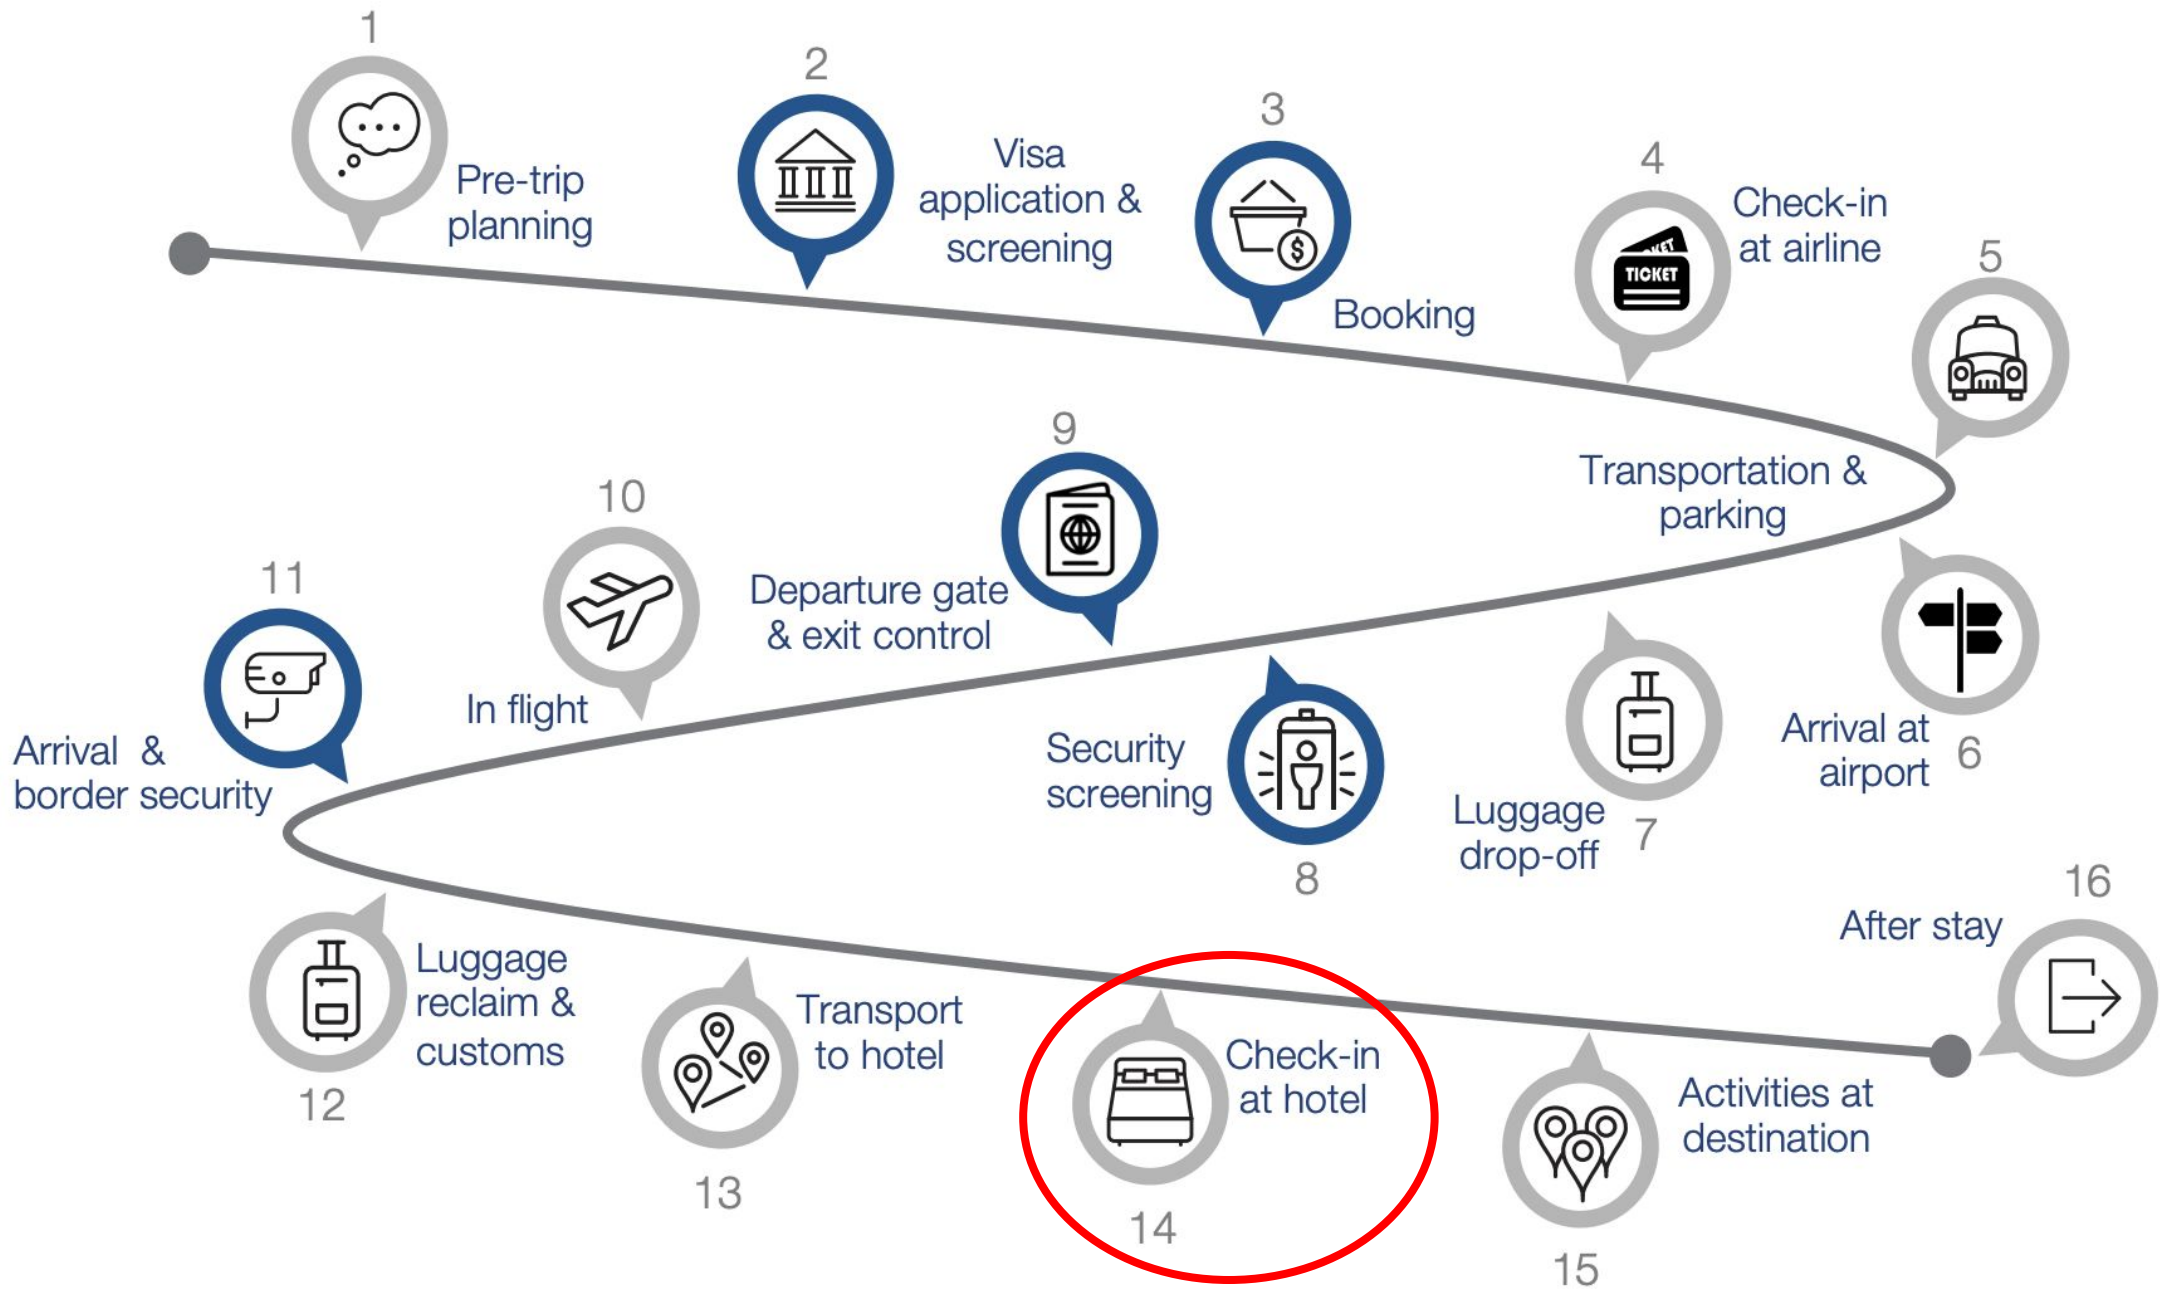 1
Pre-trip
planning
2
Visa
application &
screening
3
Booking
4
TICKET
KET
Check-in
at airline
5
Transportation &
parking
6
Arrival at
airport
7
Luggage
drop-off
8
Security
screening
9
Departure gate
& exit control
10
In flight
11
Arrival &
border security
12
Luggage
reclaim &
customs
13
Transport
to hotel
14
Check-in
at hotel
15
Activities at
destination
16
After stay
$